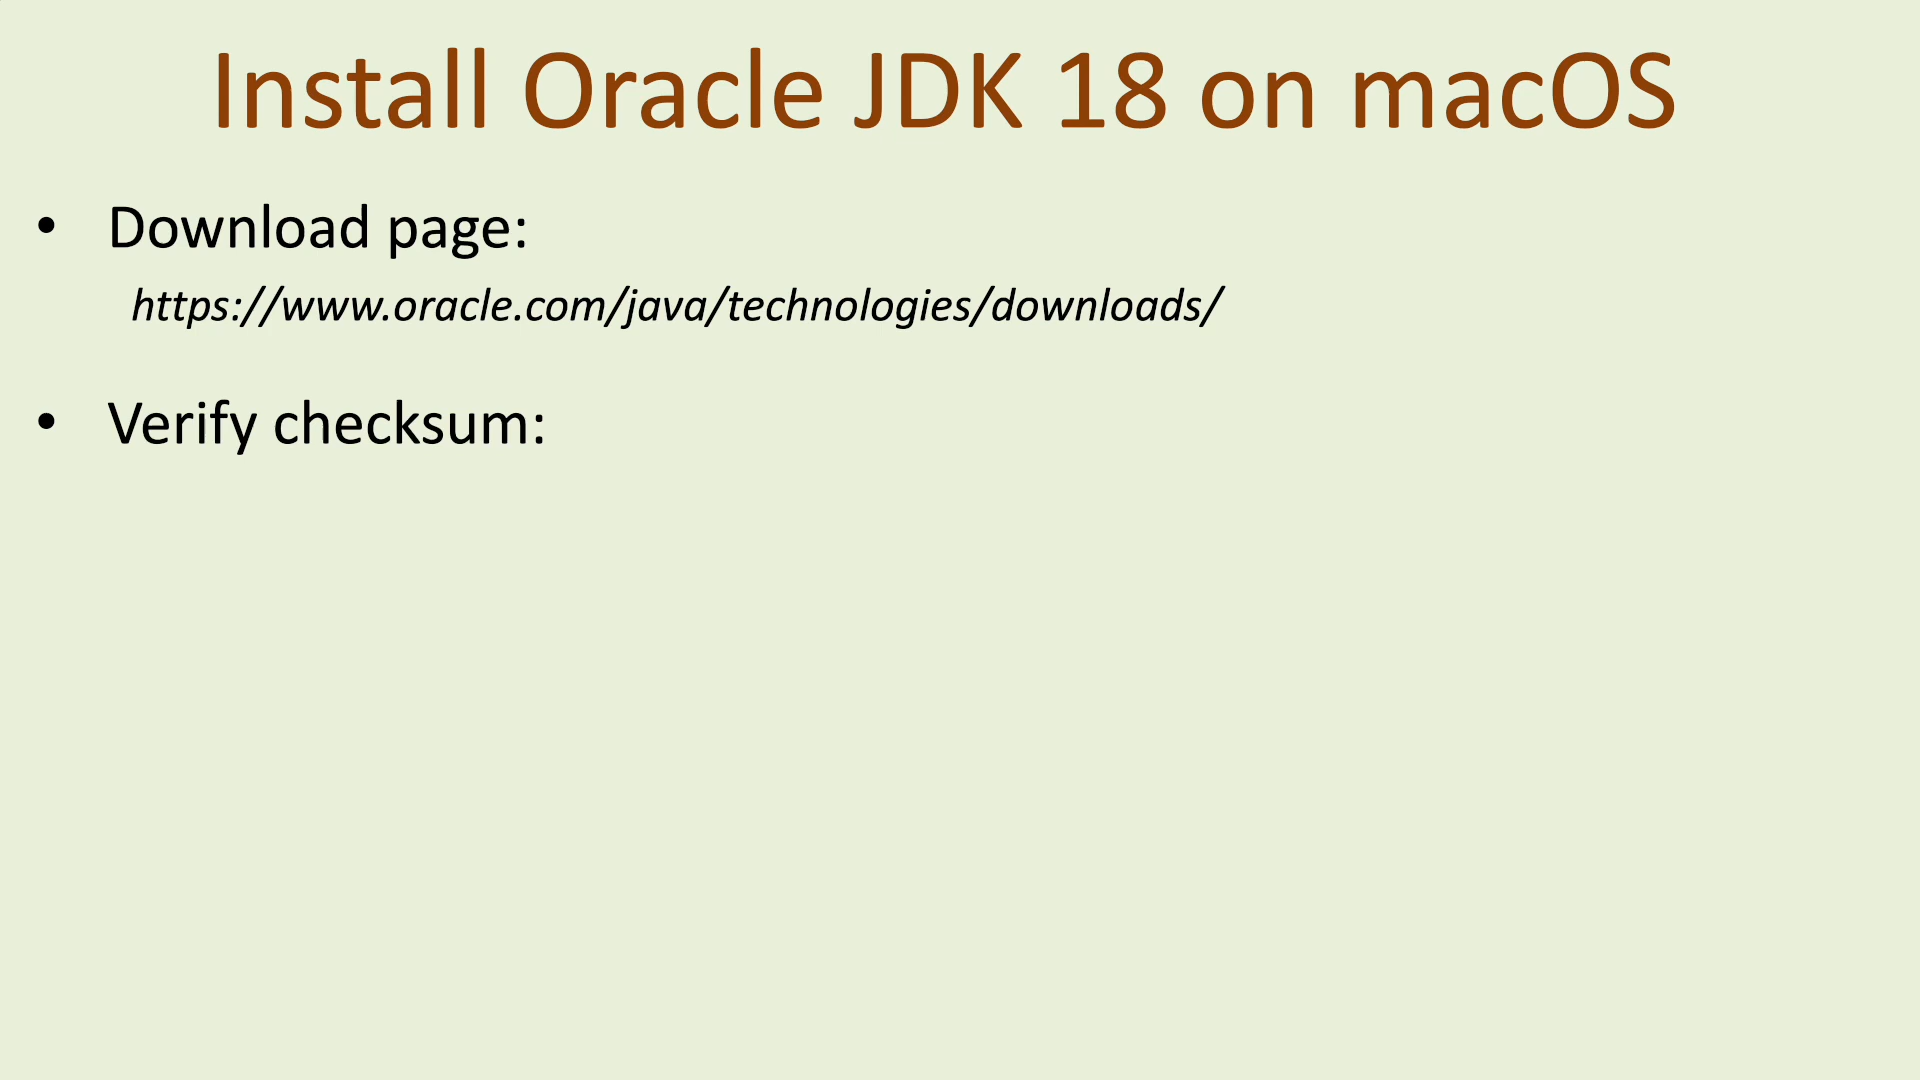 Install Oracle JDK 18 on macOS
• Download page:
https://www.oracle.com/java/technologies/downloads/
• Verify checksum: